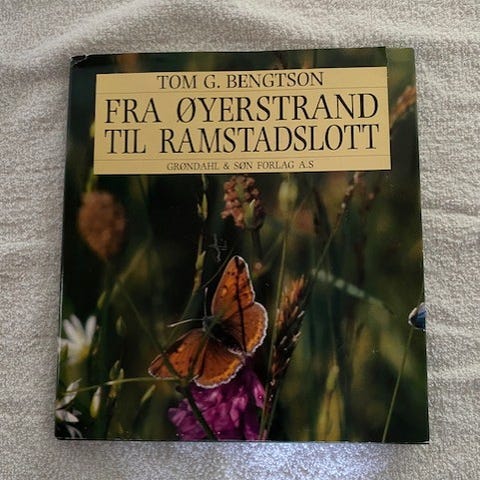 TOM G. BENGTSON
FRA ØYERSTRAND
TIL RAMSTADSLOTT
GRØNDAHL & SØN FORLAG A.S